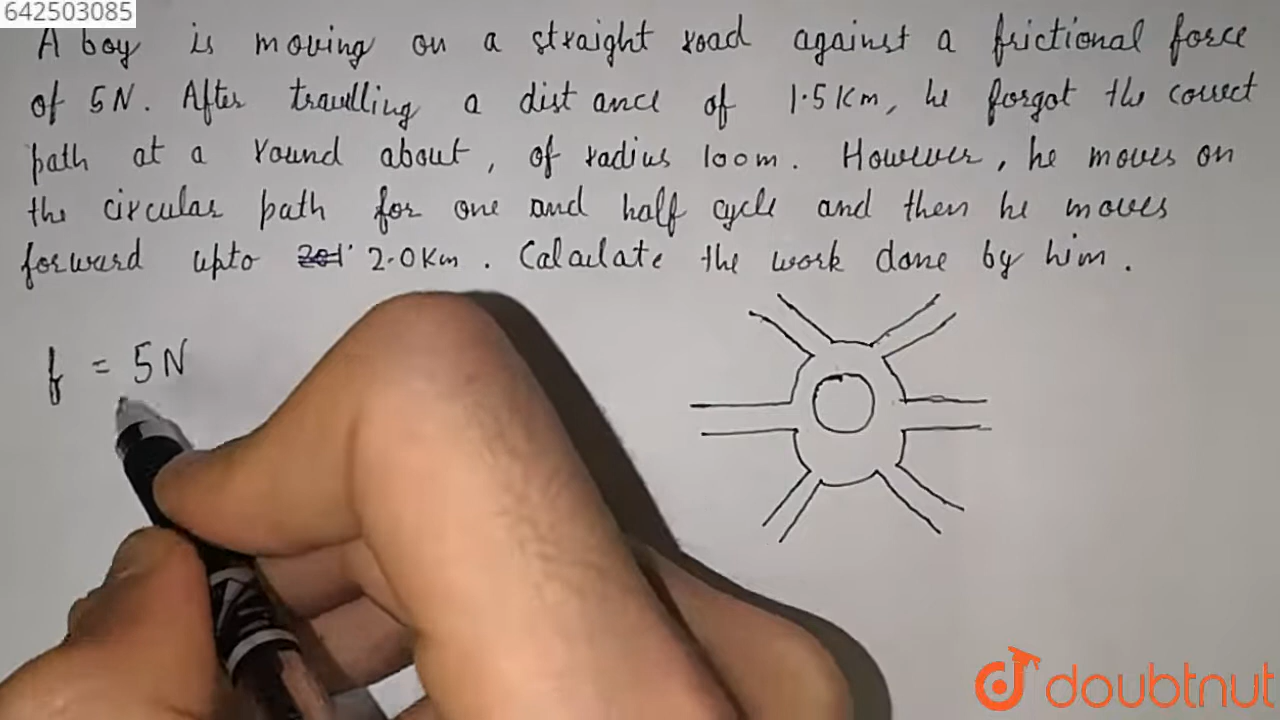 642503085
A boy is moving on a straight road against a frictional force
of 5N. After travelling a distance of 1.5 Km, he forgot the correct
path at a round about, of radius 100m. However, he moves on
the circular path for one and half cycle and then he moves
forward upto 2.0 Km. Calculate the work done by him.
f = 5N
doubtnut